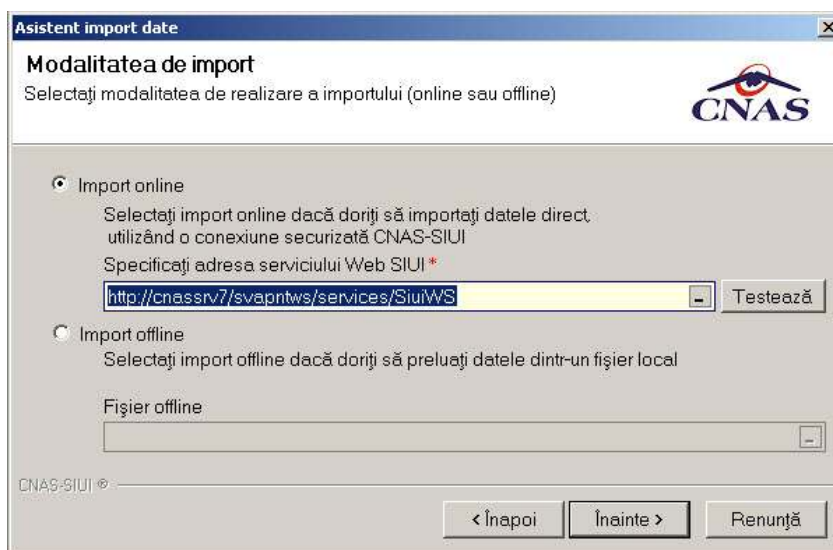 Asistent import date
Modalitatea de import
Selectaţi modalitatea de realizare a importului (online sau offline)
CNAS
Import online
Selectaţi import online dacă doriţi să importaţi datele direct,
utilizând o conexiune securizată CNAS-SIUI
Specificaţi adresa serviciului Web SIUI *
http://cnassrv7/svapntws/services/SiuiWS
Testează
Import offline
Selectaţi import offline dacă doriţi să preluaţi datele dintr-un fişier local
Fişier offline
CNAS-SIUI ®
< Înapoi Înainte > Renunţă